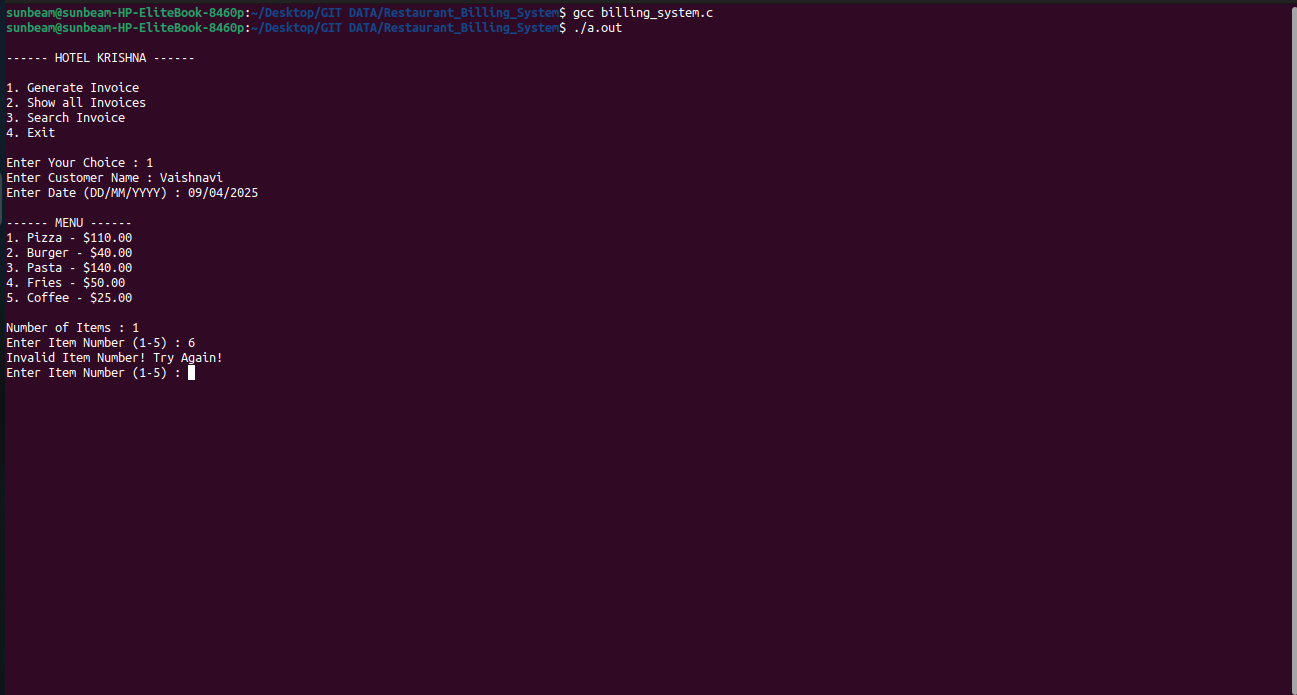 sunbeam@sunbeam-HP-EliteBook-8460p:~/Desktop/GIT DATA/Restaurant_Billing_System$ gcc billing_system.c
sunbeam@sunbeam-HP-EliteBook-8460p:~/Desktop/GIT DATA/Restaurant_Billing_System$ ./a.out
------ HOTEL KRISHNA ------
1. Generate Invoice
2. Show all Invoices
3. Search Invoice
4. Exit
Enter Your Choice : 1
Enter Customer Name : Vaishnavi
Enter Date (DD/MM/YYYY) : 09/04/2025
------ MENU ------
1. Pizza - $110.00
2. Burger - $40.00
3. Pasta - $140.00
4. Fries - $50.00
5. Coffee - $25.00
Number of Items : 1
Enter Item Number (1-5) : 6
Invalid Item Number! Try Again!
Enter Item Number (1-5) :